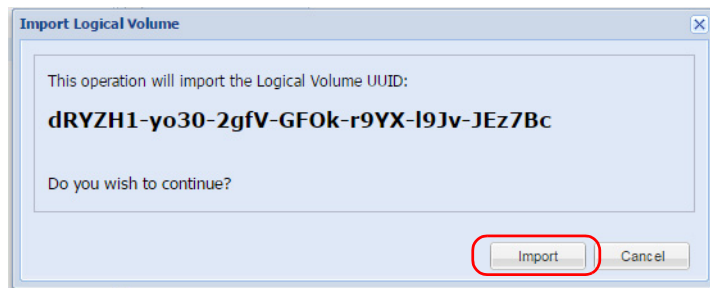 Import Logical Volume
This operation will import the Logical Volume UUID:
dRYZH1-yo30-2gfV-GFOk-r9YX-l9Jv-JEz7Bc
Do you wish to continue?
Import Cancel